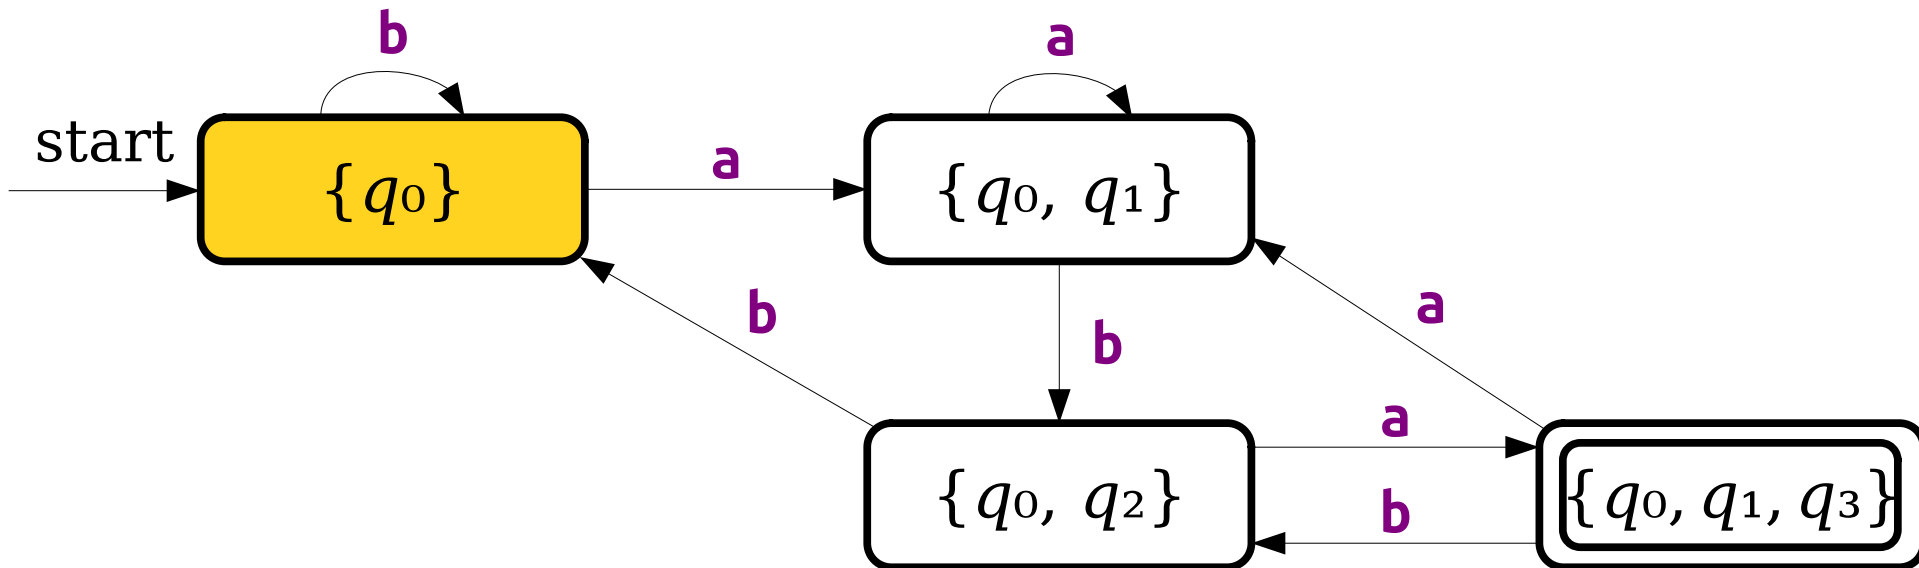 b
a
start
{q₀}
a
{q₀, q₁}
b
b
a
{q₀, q₂}
a
b
{q₀, q₁, q₃}